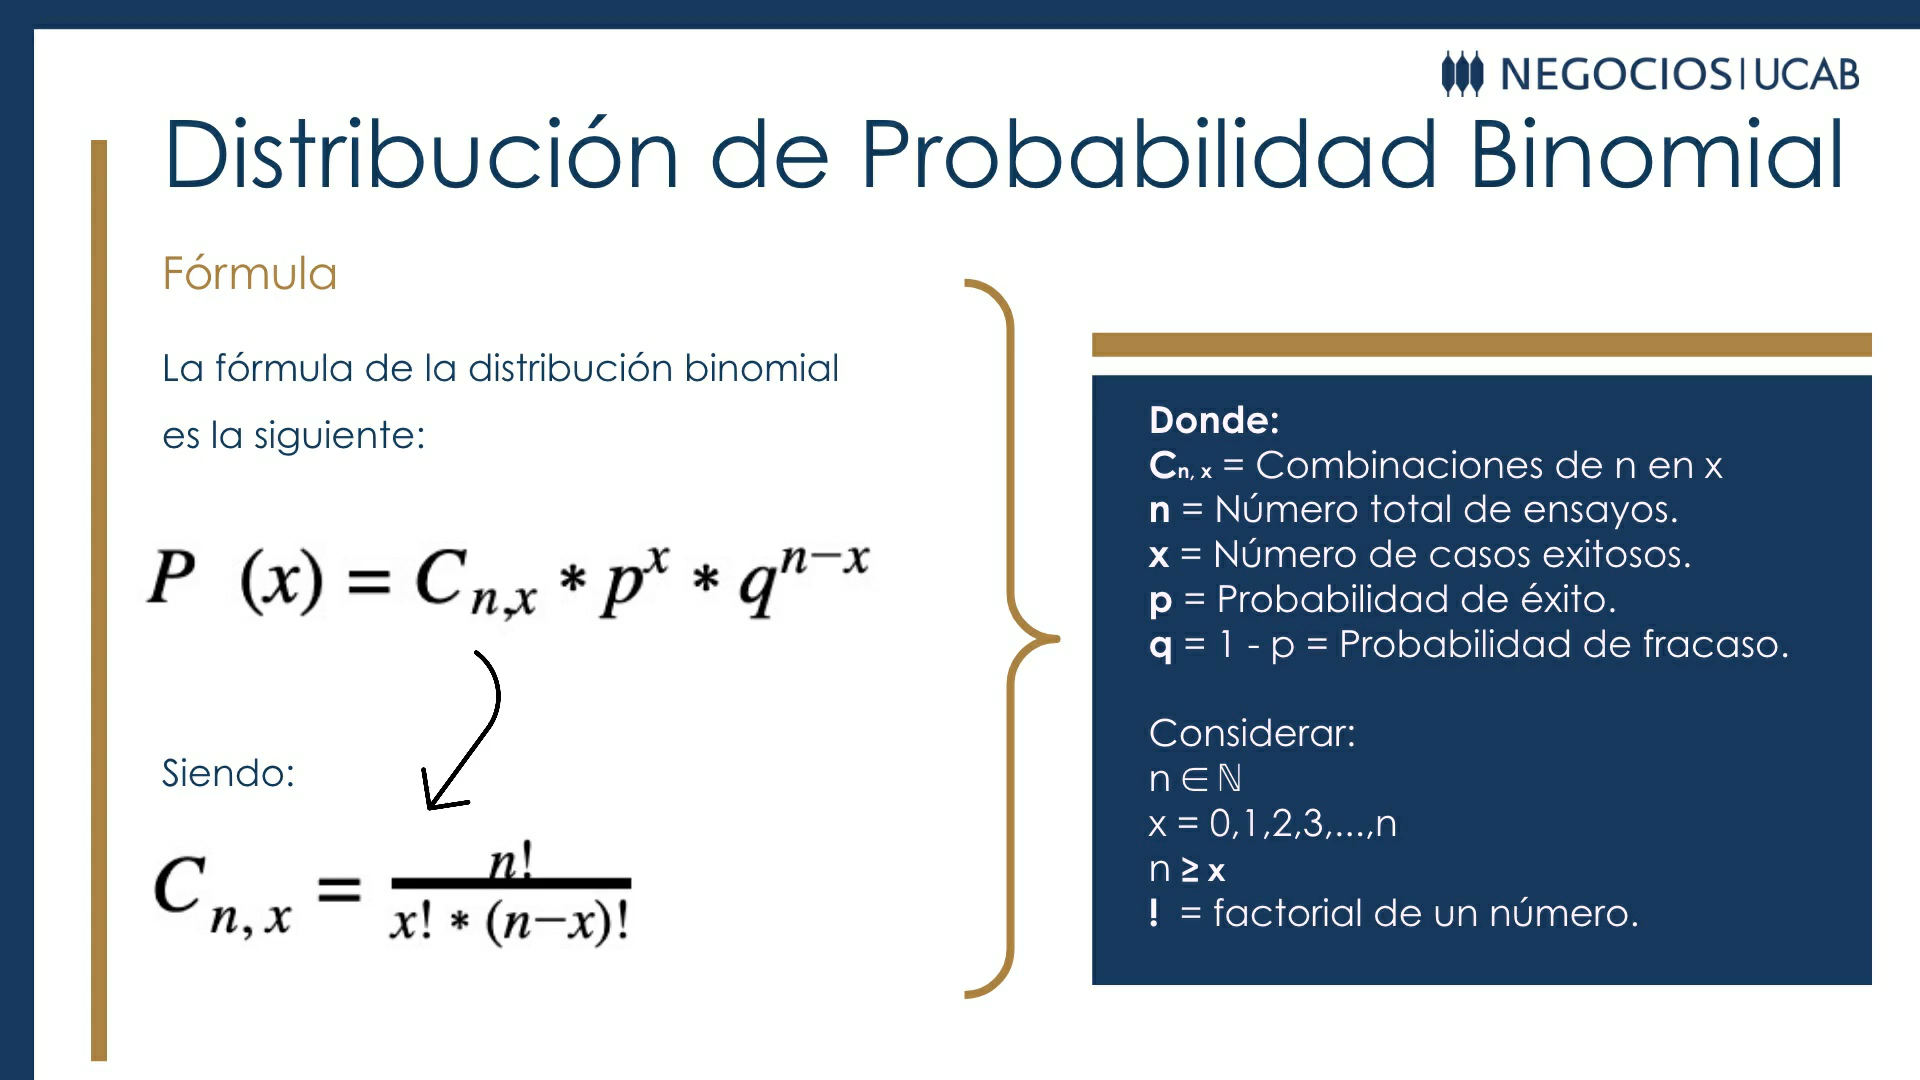 NEGOCIOS|UCAB
Distribución de Probabilidad Binomial
Fórmula
La fórmula de la distribución binomial
es la siguiente:
P (x) = C n,x * p^x * q^n−x
Siendo:
C n, x = n! / x! * (n−x)!
Donde:
Cn, x = Combinaciones de n en x
n = Número total de ensayos.
x = Número de casos exitosos.
p = Probabilidad de éxito.
q = 1 - p = Probabilidad de fracaso.
Considerar:
n ∈ ℕ
x = 0,1,2,3,...,n
n ≥ x
! = factorial de un número.